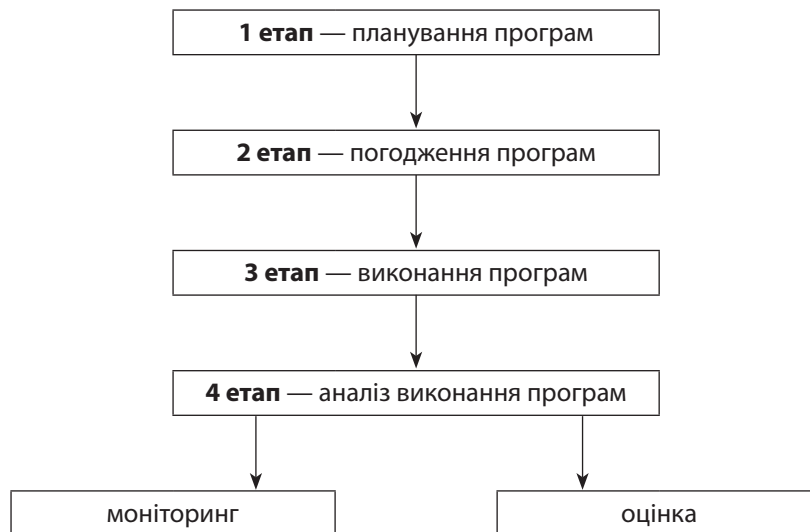 1 етап — планування програм
2 етап — погодження програм
3 етап — виконання програм
4 етап — аналіз виконання програм
моніторинг
оцінка